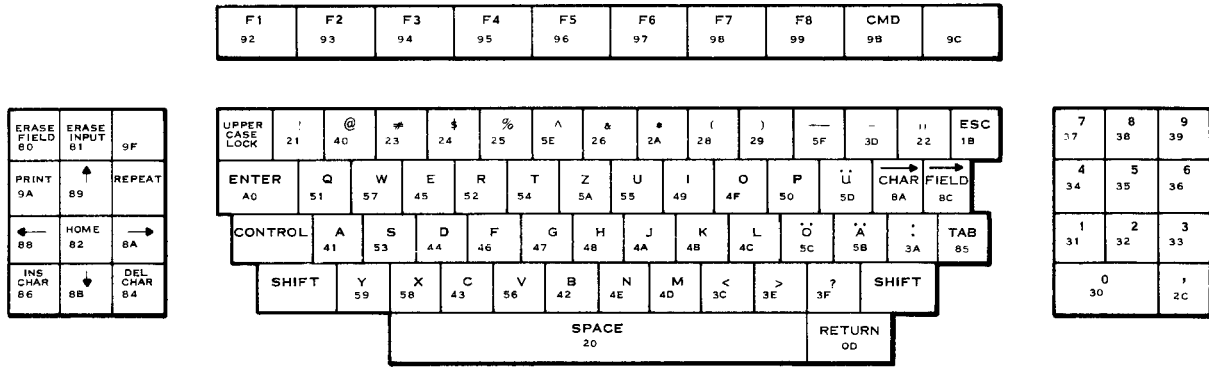 F1 F2 F3 F4 F5 F6 F7 F8 CMD
92 93 94 95 96 97 98 99 9B 9C
ERASE FIELD 80 ERASE INPUT 81 9F
PRINT 9A ↑ 89 REPEAT
← 88 HOME 82 → 8A
INS CHAR 86 ↓ 8B DEL CHAR 84
UPPER CASE LOCK ! @ ≠ $ % ^ & * ( ) — – " ESC
21 40 23 24 25 5E 26 2A 28 29 5F 3D 22 1B
ENTER Q W E R T Z U I O P Ü → CHAR → FIELD
A0 51 57 45 52 54 5A 55 49 4F 50 5D 8A 8C
CONTROL A S D F G H J K L Ö Ä : TAB
41 53 44 46 47 48 4A 4B 4C 5C 5B 3A 85
SHIFT Y X C V B N M < > ? SHIFT
59 58 43 56 42 4E 4D 3C 3E 3F
SPACE RETURN
20 0D
7 8 9
37 38 39
4 5 6
34 35 36
1 2 3
31 32 33
0 ,
30 2C